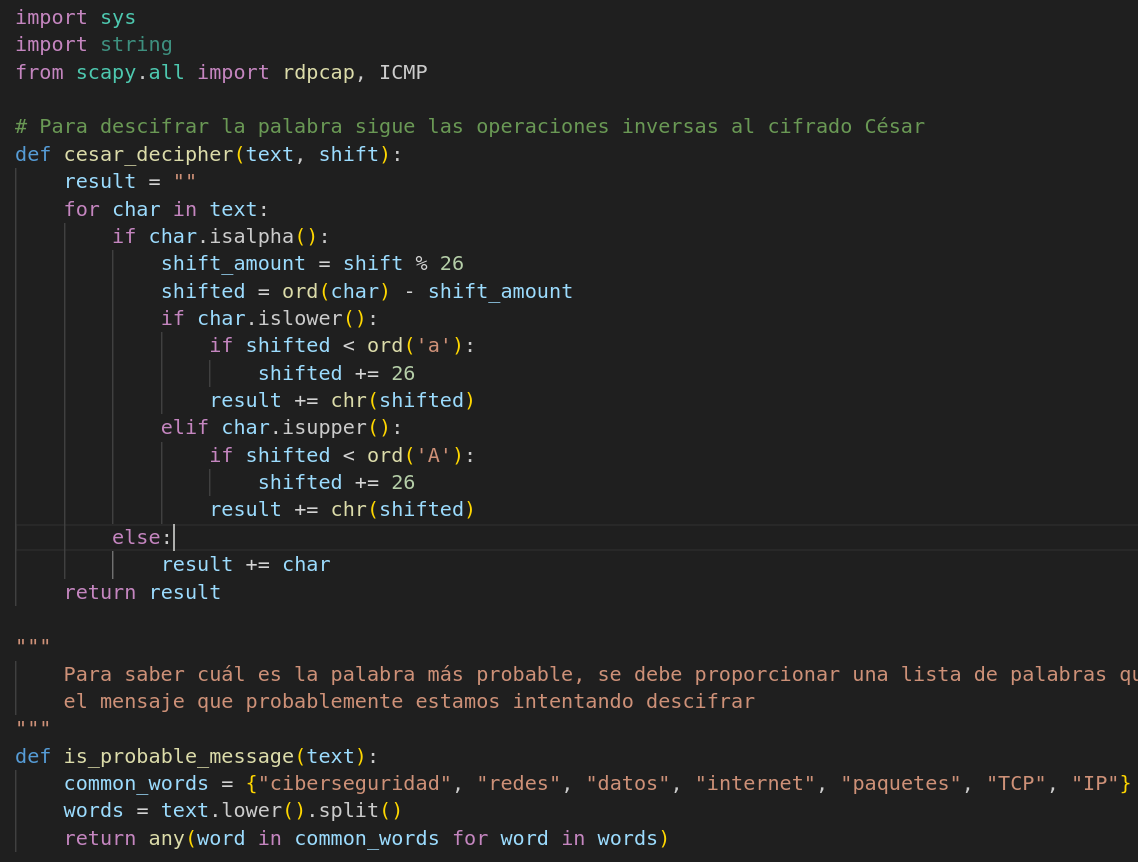 import sys
import string
from scapy.all import rdpcap, ICMP

# Para descifrar la palabra sigue las operaciones inversas al cifrado César
def cesar_decipher(text, shift):
    result = ""
    for char in text:
        if char.isalpha():
            shift_amount = shift % 26
            shifted = ord(char) - shift_amount
            if char.islower():
                if shifted < ord('a'):
                    shifted += 26
                result += chr(shifted)
            elif char.isupper():
                if shifted < ord('A'):
                    shifted += 26
                result += chr(shifted)
        else:
            result += char
    return result

"""
    Para saber cuál es la palabra más probable, se debe proporcionar una lista de palabras
    el mensaje que probablemente estamos intentando descifrar
"""
def is_probable_message(text):
    common_words = {"ciberseguridad", "redes", "datos", "internet", "paquetes", "TCP", "IP"}
    words = text.lower().split()
    return any(word in common_words for word in words)